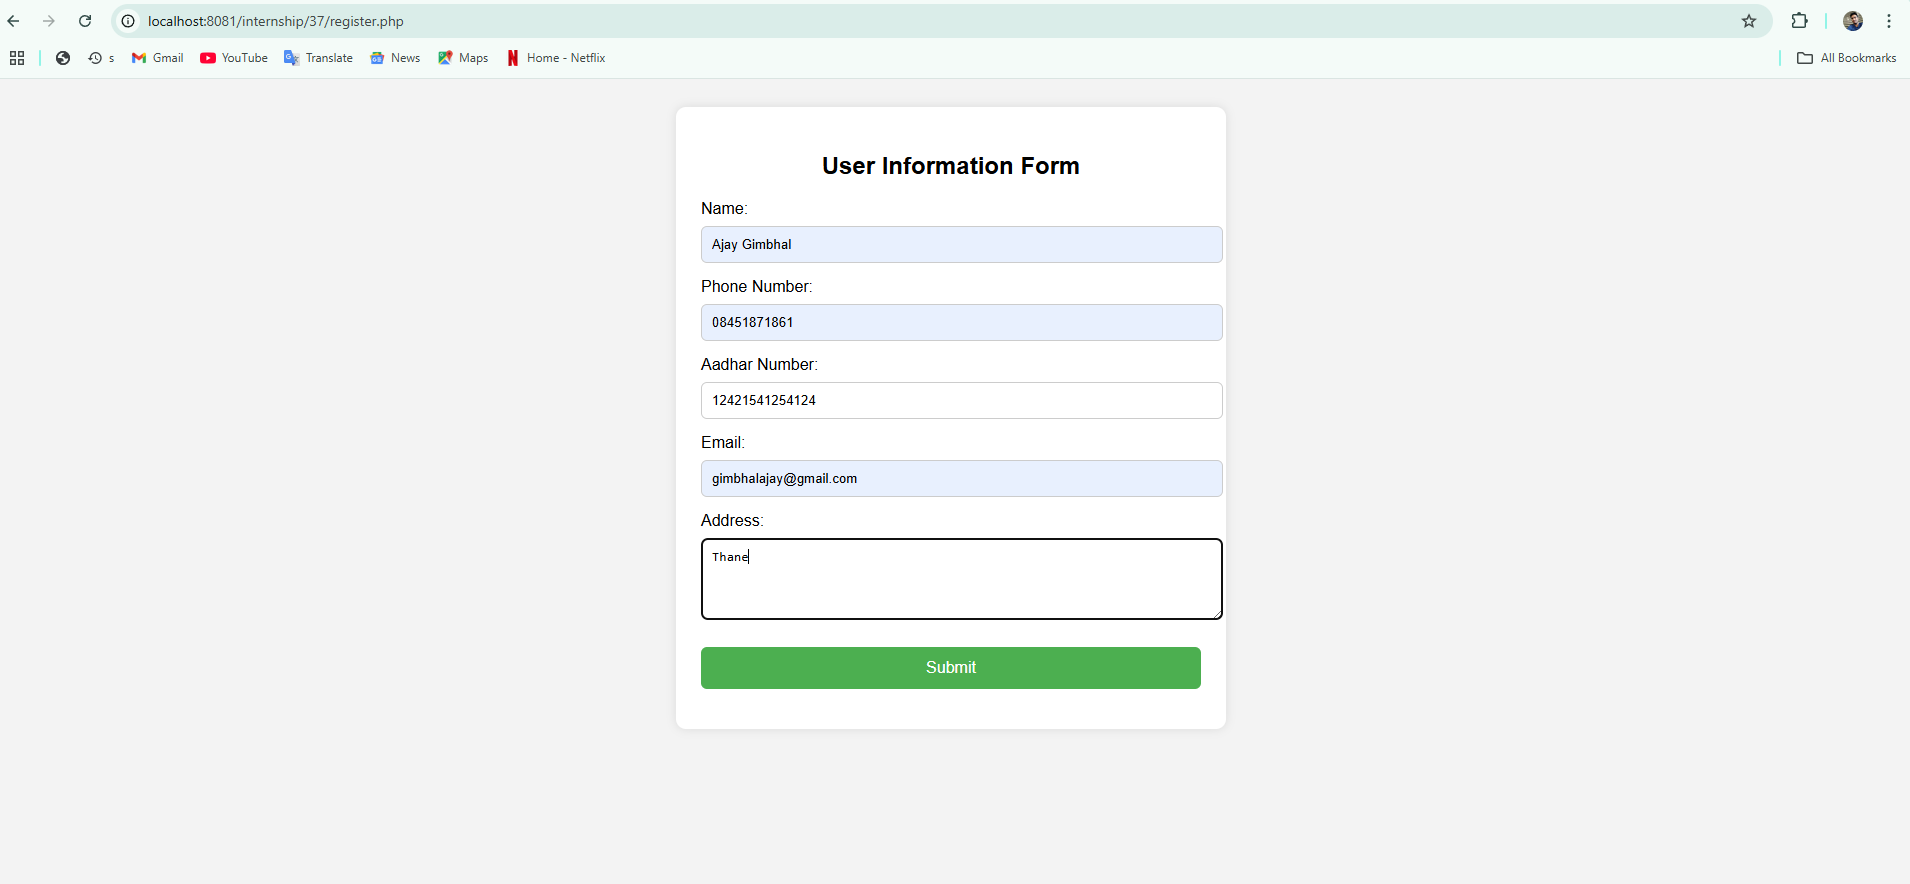 localhost:8081/internship/37/register.php
s Gmail YouTube Translate News Maps Home - Netflix All Bookmarks
User Information Form
Name:
Ajay Gimbhal
Phone Number:
08451871861
Aadhar Number:
12421541254124
Email:
gimbhalajay@gmail.com
Address:
Thane
Submit